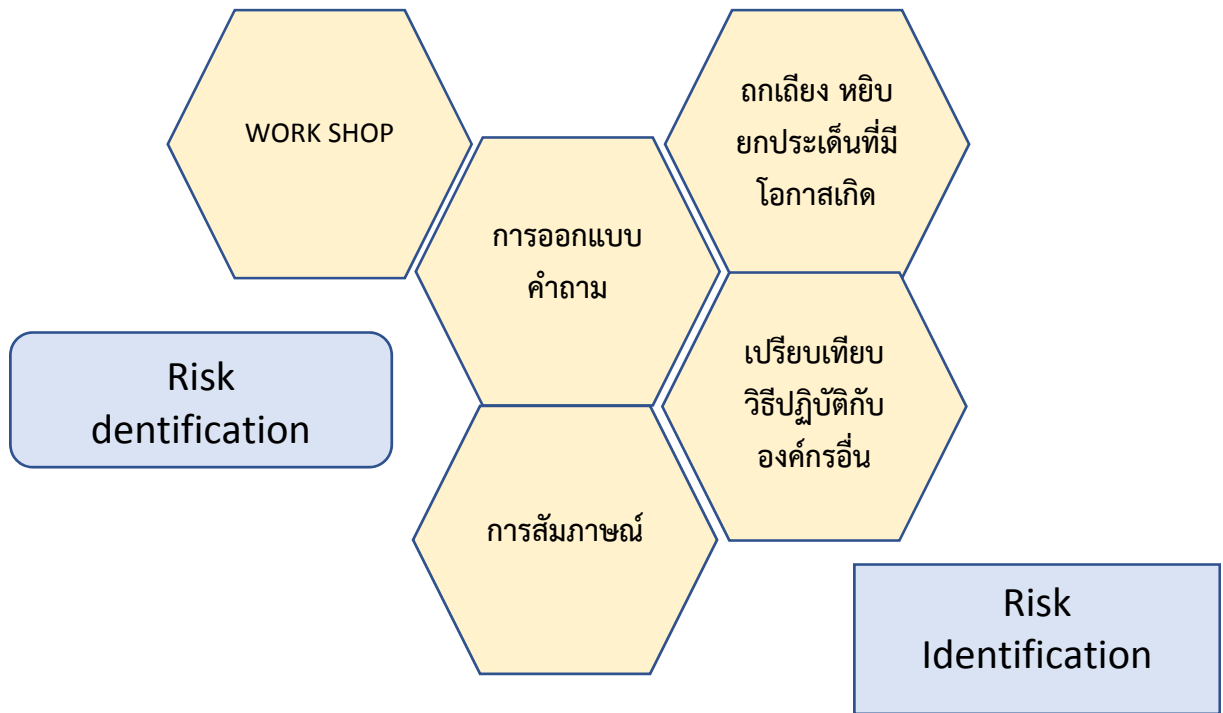 WORK SHOP
ถกเถียง หยิบ
ยกประเด็นที่มี
โอกาสเกิด
การออกแบบ
คำถาม
เปรียบเทียบ
วิธีปฏิบัติกับ
องค์กรอื่น
Risk
dentification
การสัมภาษณ์
Risk
Identification